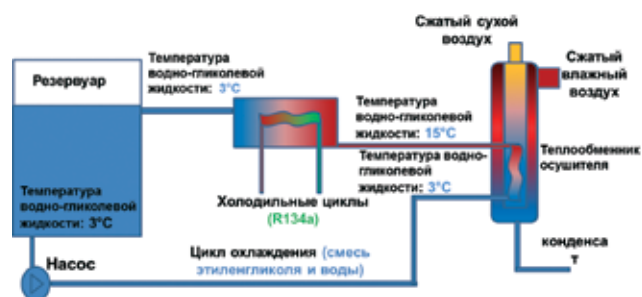 Сжатый сухой
воздух
Температура
водно-гликолевой
жидкости: 3°C
Резервуар
Сжатый
влажный
воздух
Температура
водно-гликолевой
жидкости: 15°C
Температура водно-
гликолевой
жидкости: 3°C
Теплообменник
осушителя
Температура
водно-гликолевой
жидкости: 3°C
Холодильные циклы
(R134a)
Насос
Цикл охлаждения (смесь
этиленгликоля и воды)
конденса
т